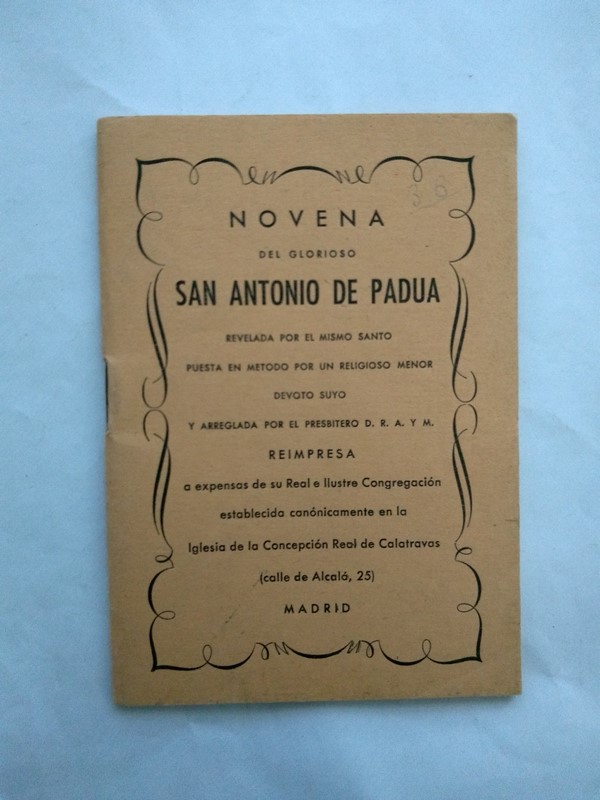 36
NOVENA
DEL GLORIOSO
SAN ANTONIO DE PADUA
REVELADA POR EL MISMO SANTO
PUESTA EN METODO POR UN RELIGIOSO MENOR
DEVOTO SUYO
Y ARREGLADA POR EL PRESBITERO D. R. A. Y M.
REIMPRESA
a expensas de su Real e Ilustre Congregación
establecida canónicamente en la
Iglesia de la Concepción Real de Calatravas
(calle de Alcalá, 25)
MADRID